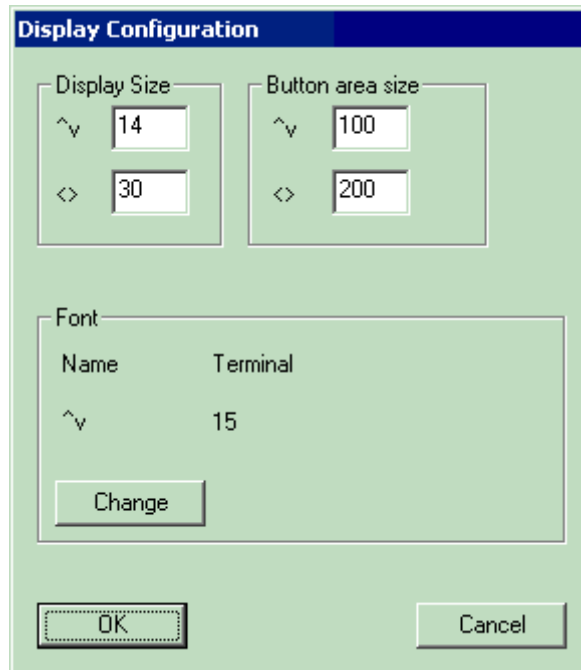 Display Configuration
Display Size
^v 14
<> 30
Button area size
^v 100
<> 200
Font
Name Terminal
^v 15
Change
OK Cancel